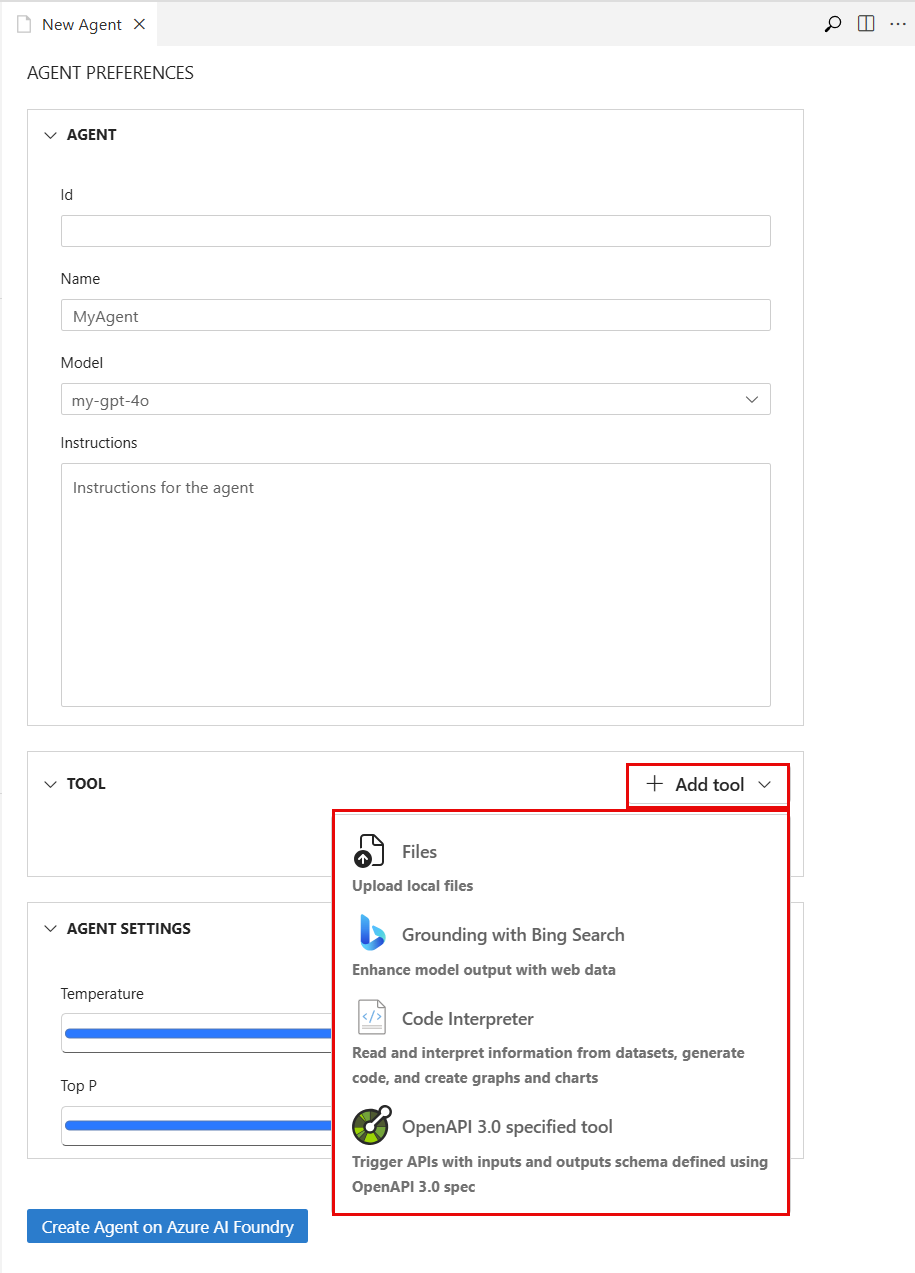 New Agent
AGENT PREFERENCES
AGENT
Id
Name
MyAgent
Model
my-gpt-4o
Instructions
Instructions for the agent
TOOL
Add tool
Files
Upload local files
Grounding with Bing Search
Enhance model output with web data
Code Interpreter
Read and interpret information from datasets, generate
code, and create graphs and charts
OpenAPI 3.0 specified tool
Trigger APIs with inputs and outputs schema defined using
OpenAPI 3.0 spec
AGENT SETTINGS
Temperature
Top P
Create Agent on Azure AI Foundry